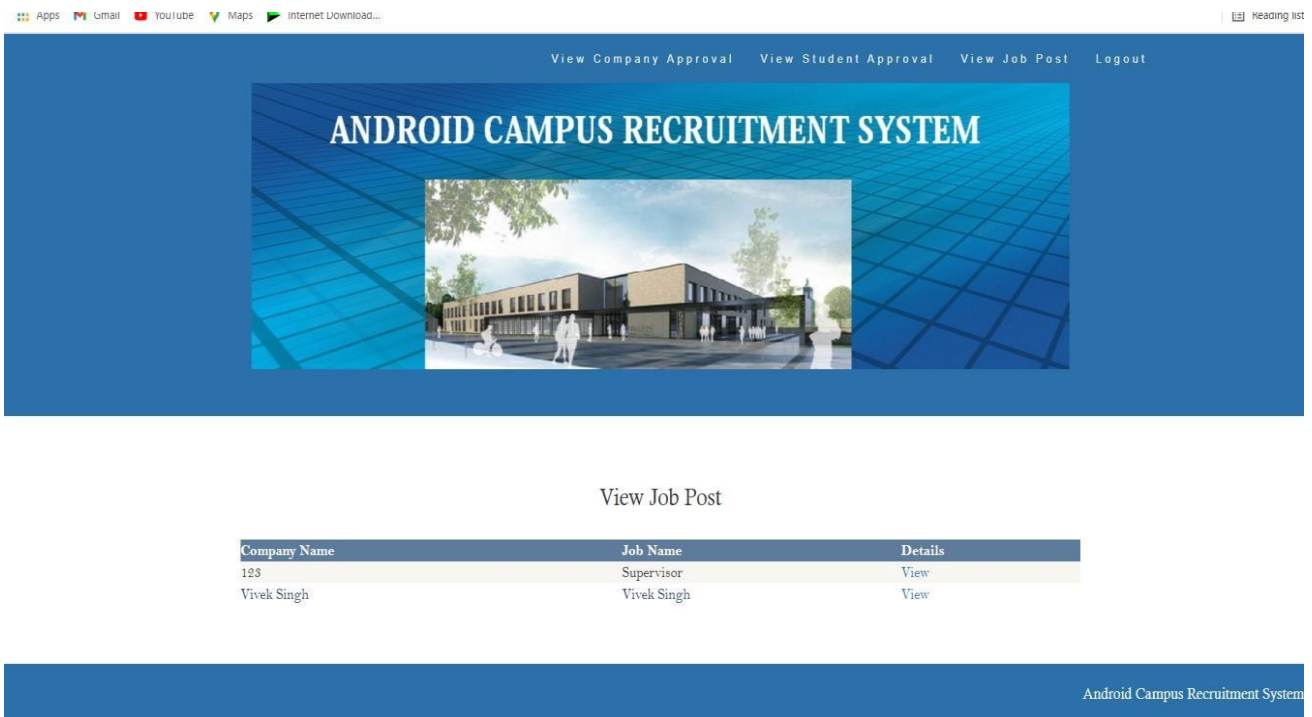 Apps Gmail YouTube Maps Internet Download... Reading list
View Company Approval View Student Approval View Job Post Logout
ANDROID CAMPUS RECRUITMENT SYSTEM
View Job Post
Company Name Job Name Details
123 Supervisor View
Vivek Singh Vivek Singh View
Android Campus Recruitment System